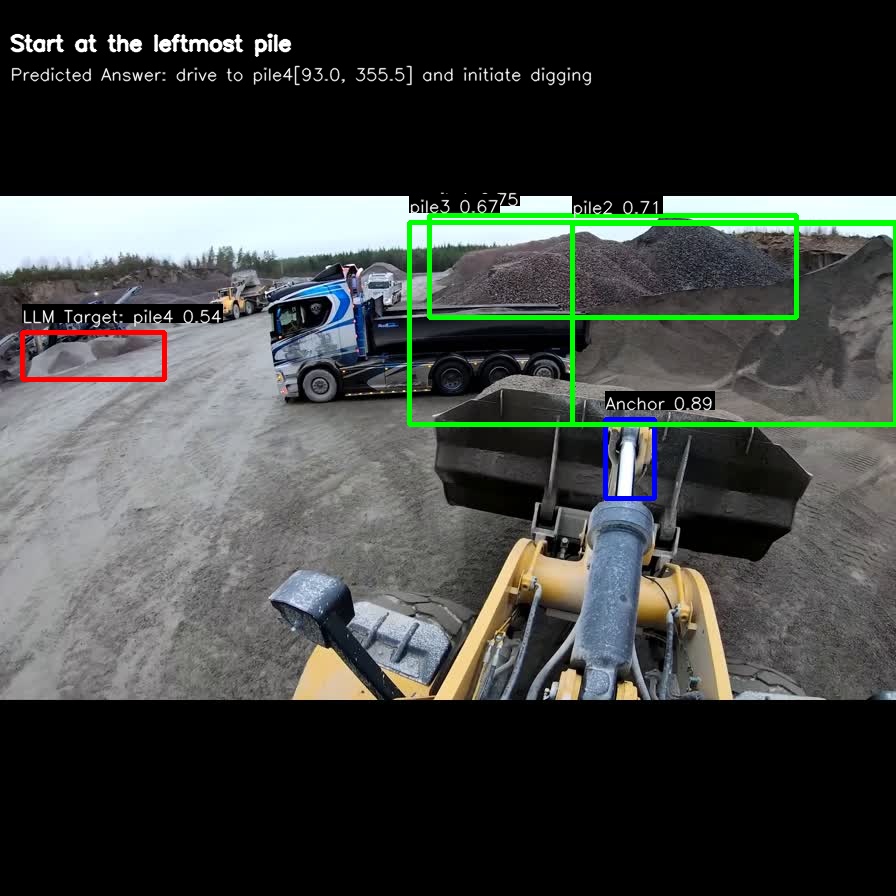 Start at the leftmost pile
Predicted Answer: drive to pile4[93.0, 355.5] and initiate digging
pile3 0.67
pile2 0.71
LLM Target: pile4 0.54
Anchor 0.89